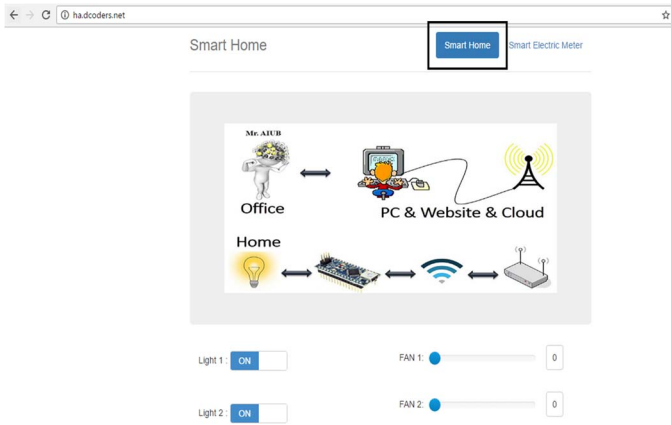 ha.dcoders.net
Smart Home
Smart Home
Smart Electric Meter
Mr. AIUB
Office
PC & Website & Cloud
Home
Light 1 : ON
FAN 1: 0
Light 2 : ON
FAN 2: 0